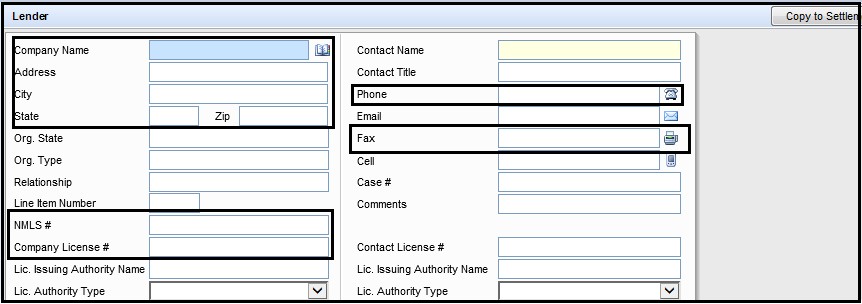 Lender Copy to Settlem
Company Name Contact Name
Address Contact Title
City Phone
State Zip Email
Org. State Fax
Org. Type Cell
Relationship Case #
Line Item Number Comments
NMLS #
Company License # Contact License #
Lic. Issuing Authority Name Lic. Issuing Authority Name
Lic. Authority Type Lic. Authority Type